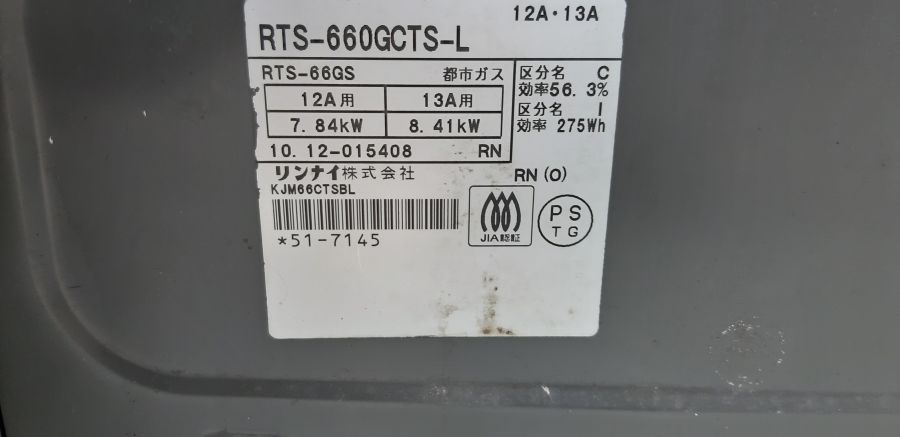 12A・13A
RTS-660GCTS-L
RTS-66GS 都市ガス
12A用 13A用
7.84kW 8.41kW
10.12-015408 RN
区分名 C
効率56.3%
区分名 I
効率 275Wh
リンナイ株式会社
RN (O)
KJM66CTSBL
*51-7145
JIA認証
PS
TG